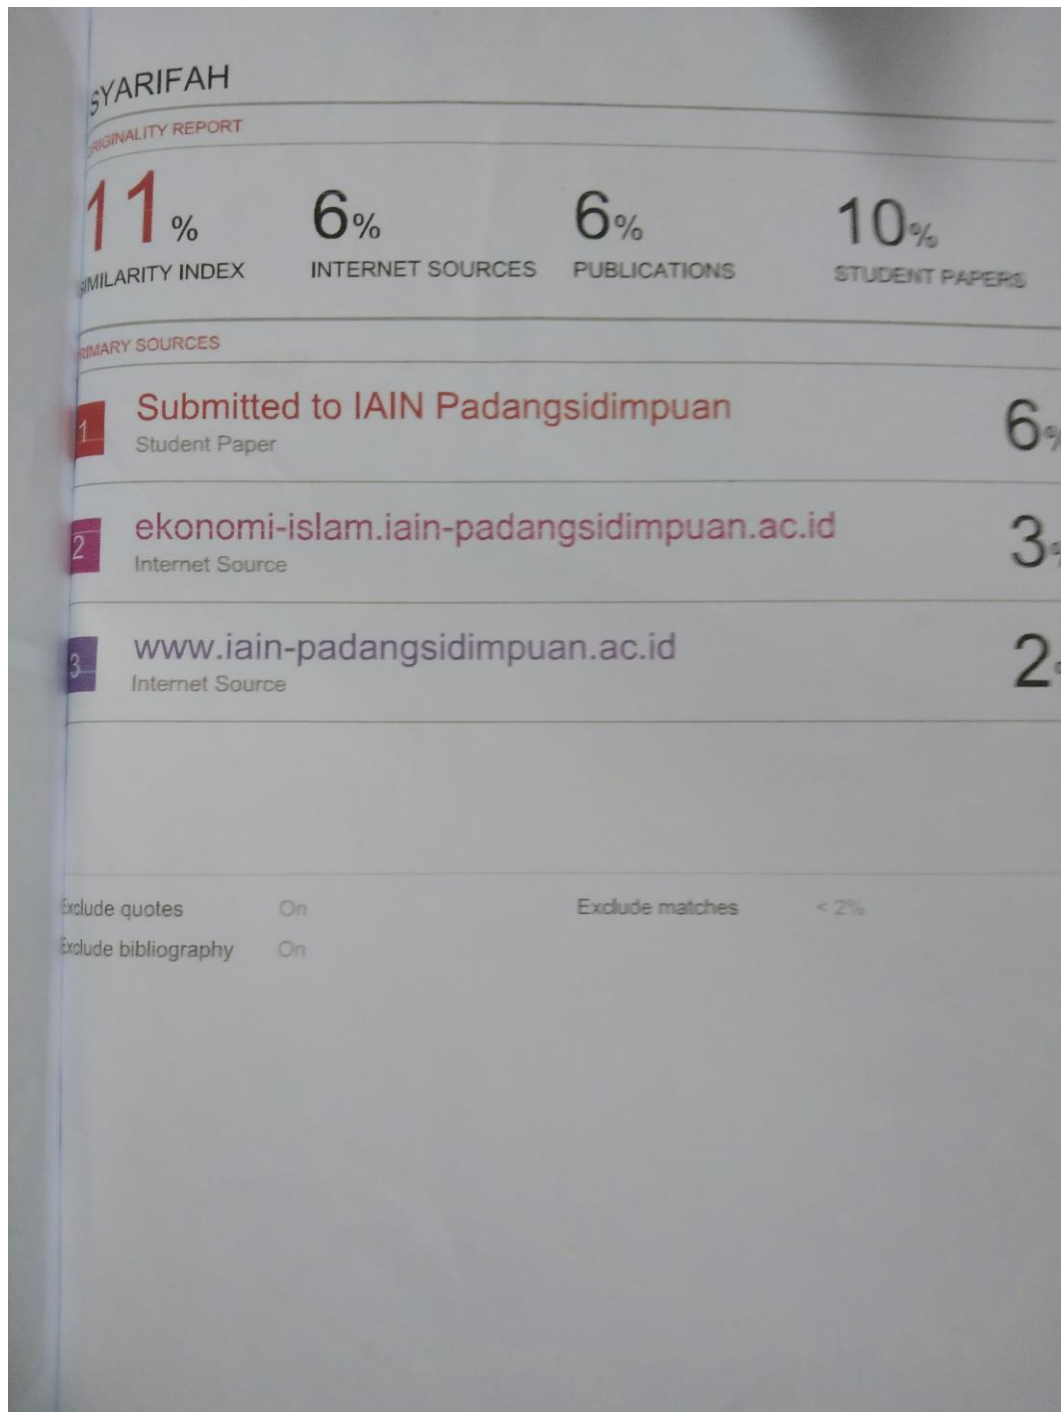 SYARIFAH
ORIGINALITY REPORT
11% 6% 6% 10%
SIMILARITY INDEX INTERNET SOURCES PUBLICATIONS STUDENT PAPERS
PRIMARY SOURCES
1 Submitted to IAIN Padangsidimpuan 6%
Student Paper
2 ekonomi-islam.iain-padangsidimpuan.ac.id 3%
Internet Source
3 www.iain-padangsidimpuan.ac.id 2%
Internet Source
Exclude quotes On Exclude matches < 2%
Exclude bibliography On